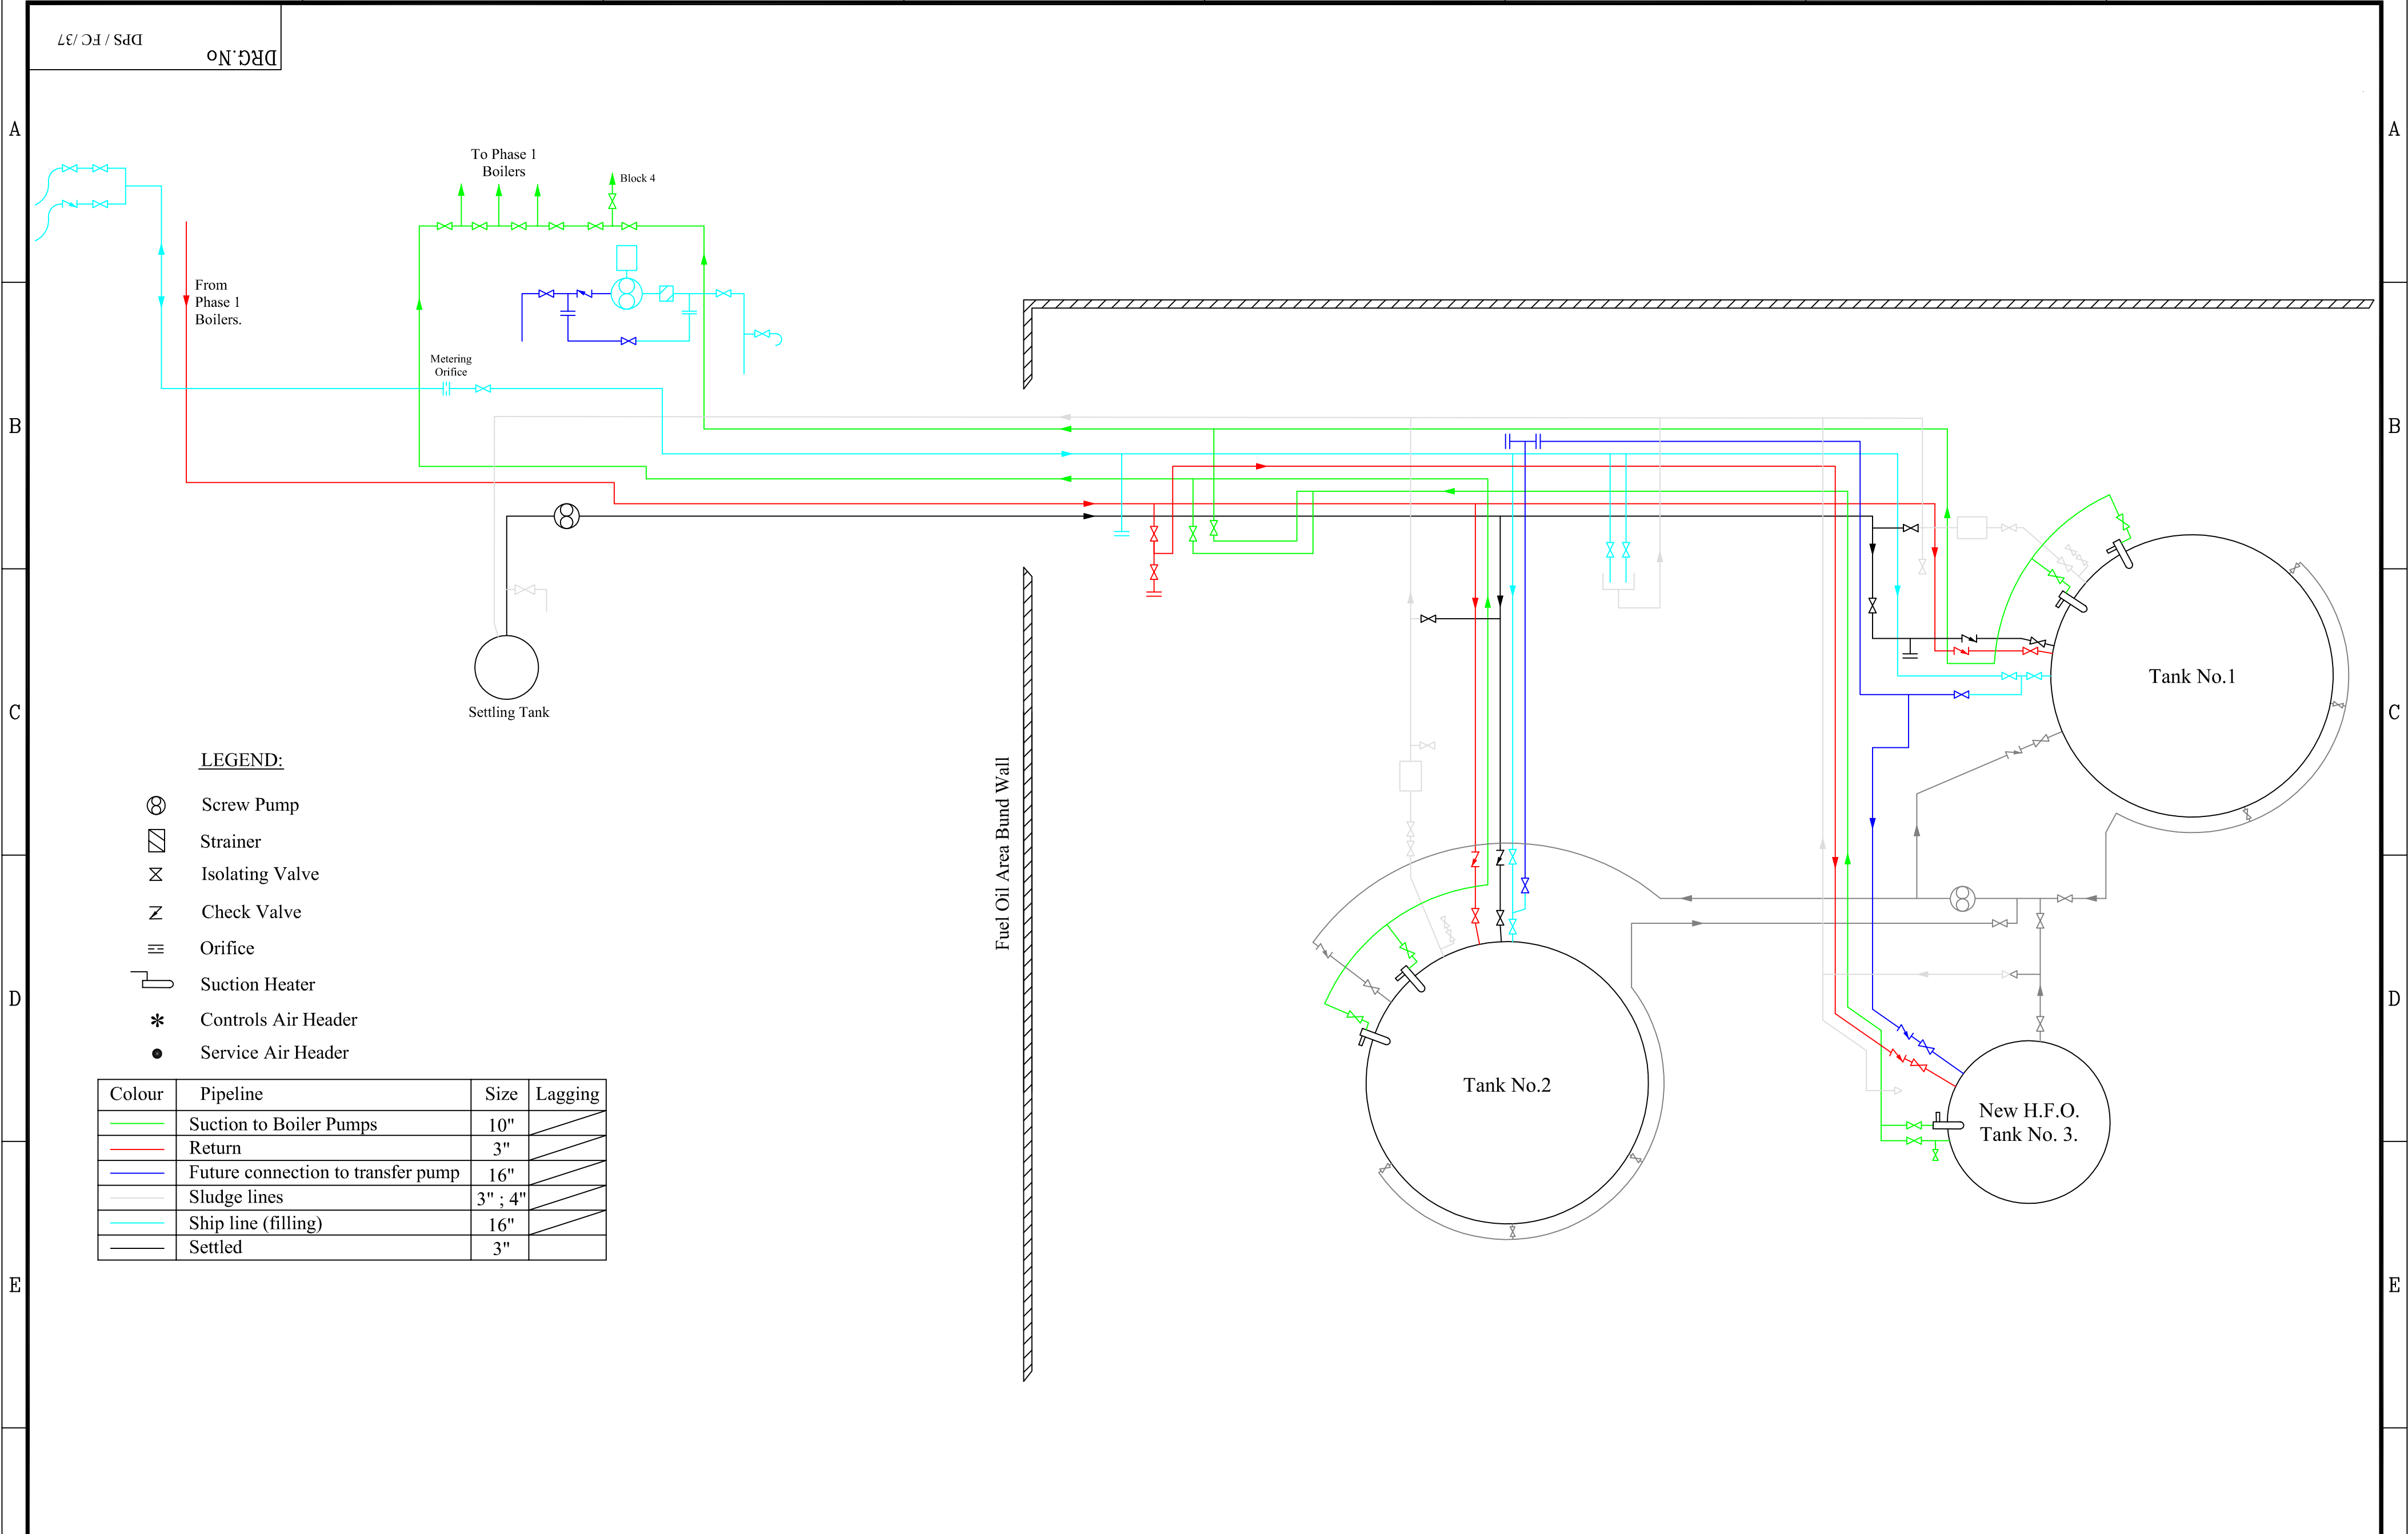 DPS / FC /37
DRG.No
A
A
To Phase 1
Boilers
Block 4
From
Phase 1
Boilers.
Metering
Orifice
B
B
Tank No.1
Settling Tank
C
C
Fuel Oil Area Bund Wall
LEGEND:
Screw Pump
Strainer
Isolating Valve
Check Valve
Orifice
Suction Heater
Controls Air Header
Service Air Header
D
D
Tank No.2
New H.F.O.
Tank No. 3.
Colour Pipeline Size Lagging
Suction to Boiler Pumps 10"
Return 3"
Future connection to transfer pump 16"
Sludge lines 3" ; 4"
Ship line (filling) 16"
Settled 3"
E
E